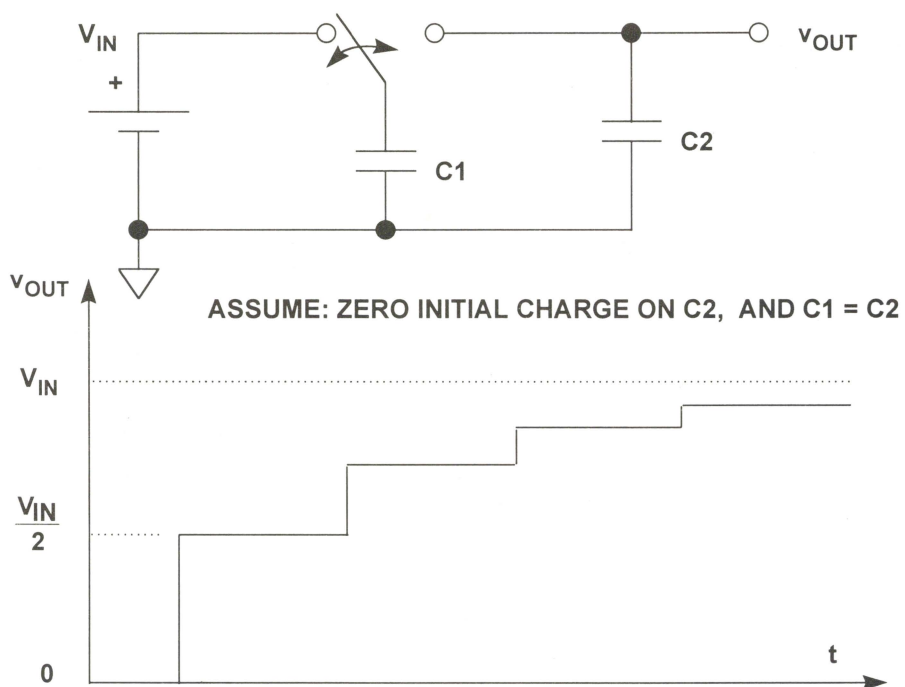 VIN
vOUT
+
C1
C2
vOUT
ASSUME: ZERO INITIAL CHARGE ON C2, AND C1 = C2
VIN
VIN
2
0
t